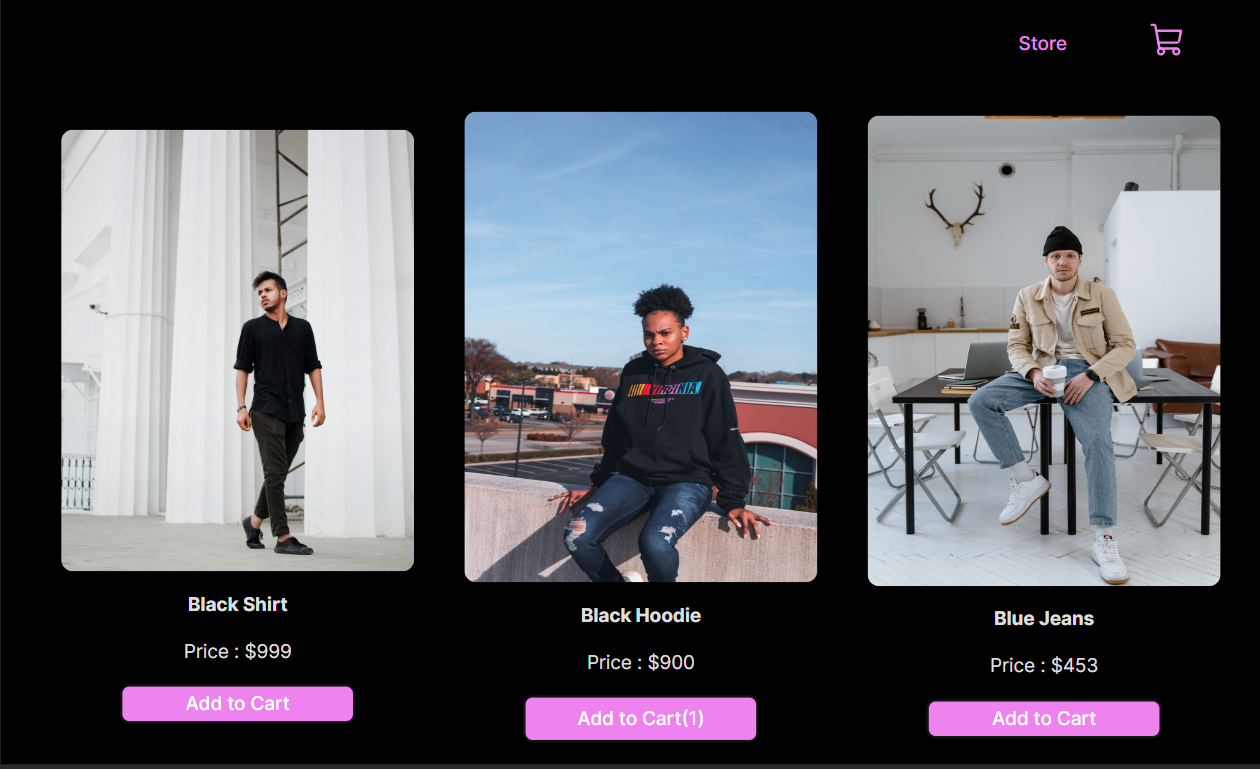 Store
VIRGINIA
Black Shirt
Price : $999
Add to Cart
Black Hoodie
Price : $900
Add to Cart(1)
Blue Jeans
Price : $453
Add to Cart